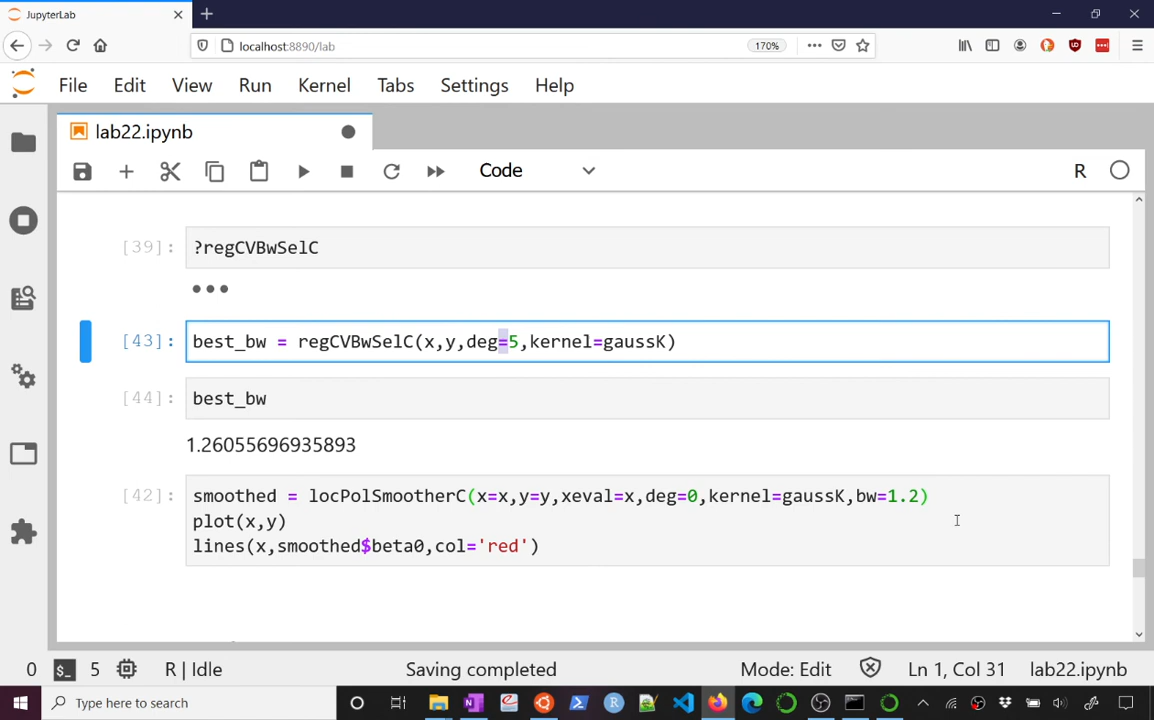 JupyterLab
localhost:8890/lab
170%
File Edit View Run Kernel Tabs Settings Help
lab22.ipynb
Code
R
[39]:
?regCVBwSelC
[43]:
best_bw = regCVBwSelC(x,y,deg=5,kernel=gaussK)
[44]:
best_bw
1.26055696935893
[42]:
smoothed = locPolSmootherC(x=x,y=y,xeval=x,deg=0,kernel=gaussK,bw=1.2)
plot(x,y)
lines(x,smoothed$beta0,col='red')
0 5 R | Idle Saving completed Mode: Edit Ln 1, Col 31 lab22.ipynb
Type here to search